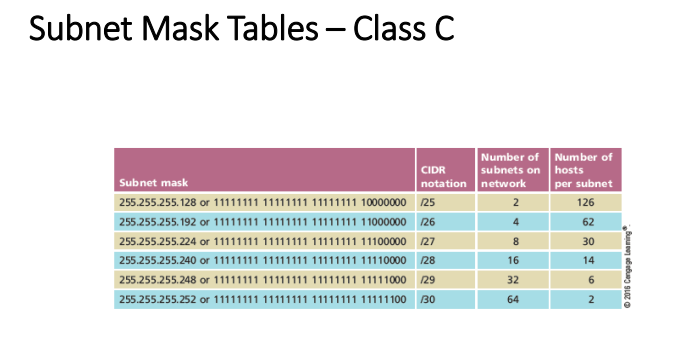 Subnet Mask Tables – Class C
Subnet mask CIDR notation Number of subnets on network Number of hosts per subnet
255.255.255.128 or 11111111 11111111 11111111 10000000 /25 2 126
255.255.255.192 or 11111111 11111111 11111111 11000000 /26 4 62
255.255.255.224 or 11111111 11111111 11111111 11100000 /27 8 30
255.255.255.240 or 11111111 11111111 11111111 11110000 /28 16 14
255.255.255.248 or 11111111 11111111 11111111 11111000 /29 32 6
255.255.255.252 or 11111111 11111111 11111111 11111100 /30 64 2
© 2016 Cengage Learning®.